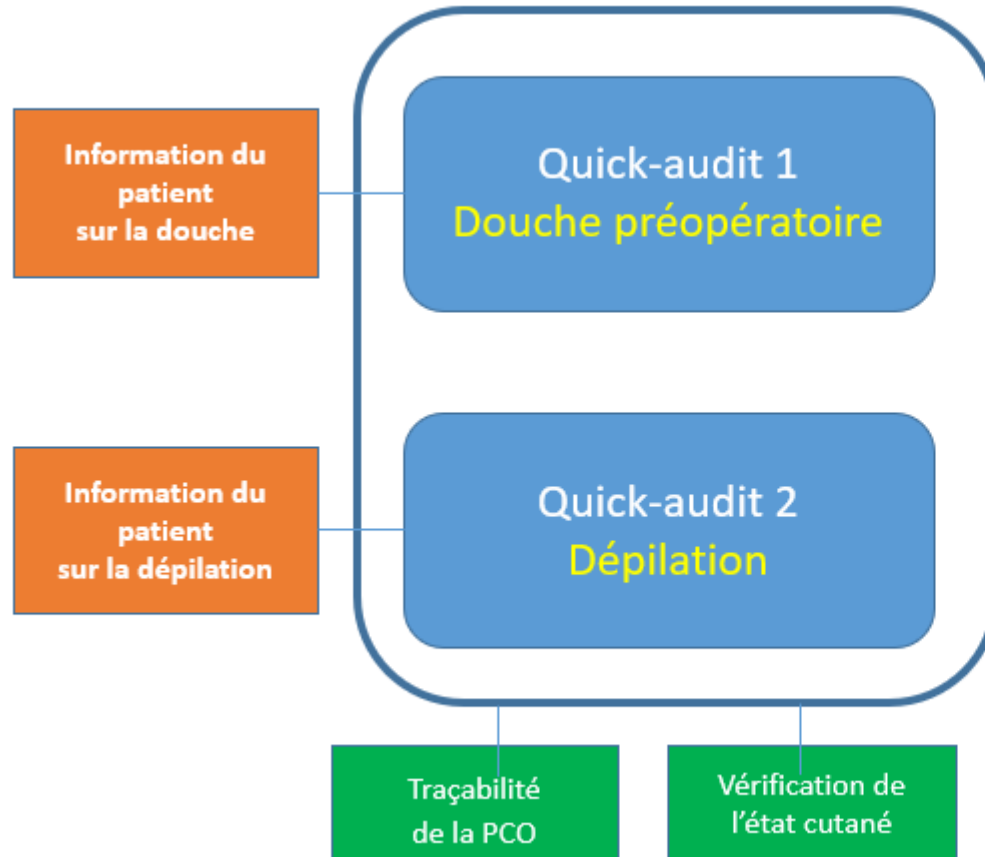 Information du
patient
sur la douche
Quick-audit 1
Douche préopératoire
Information du
patient
sur la dépilation
Quick-audit 2
Dépilation
Traçabilité
de la PCO
Vérification de
l'état cutané